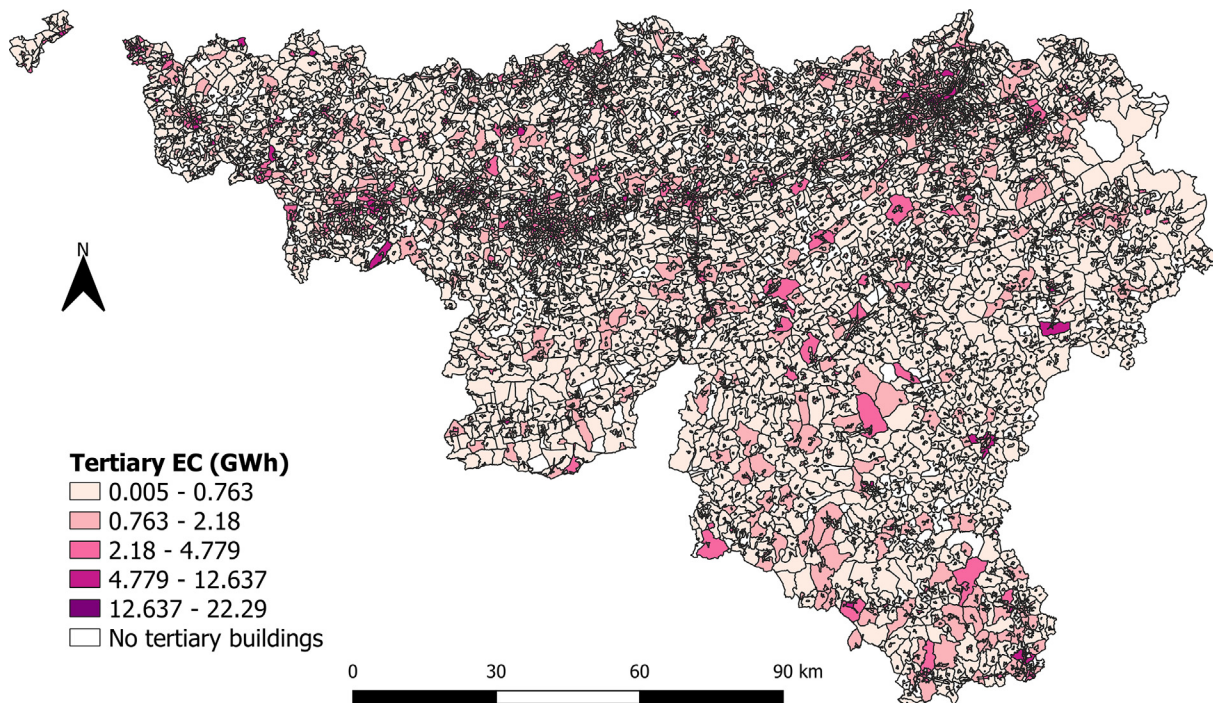 N
Tertiary EC (GWh)
0.005 - 0.763
0.763 - 2.18
2.18 - 4.779
4.779 - 12.637
12.637 - 22.29
No tertiary buildings
0 30 60 90 km